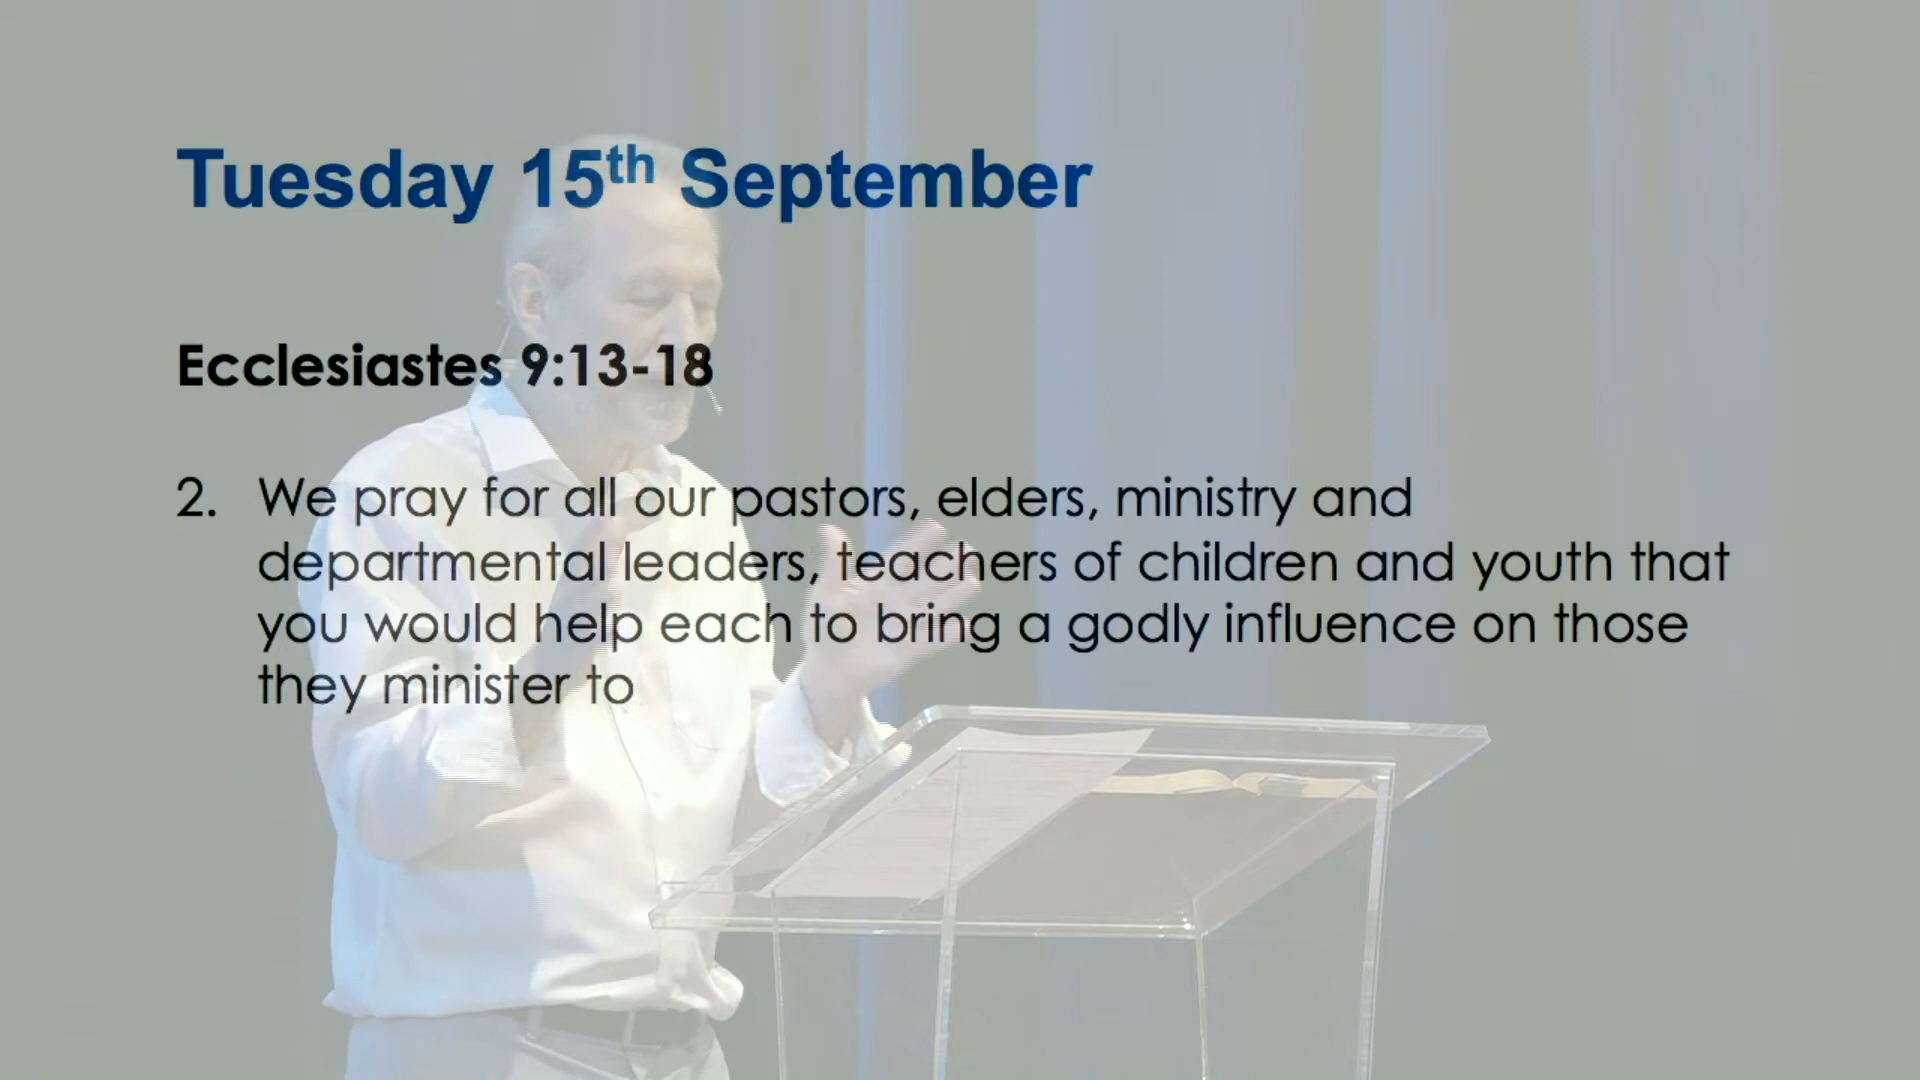 Tuesday 15th September
Ecclesiastes 9:13-18
2. We pray for all our pastors, elders, ministry and
departmental leaders, teachers of children and youth that
you would help each to bring a godly influence on those
they minister to